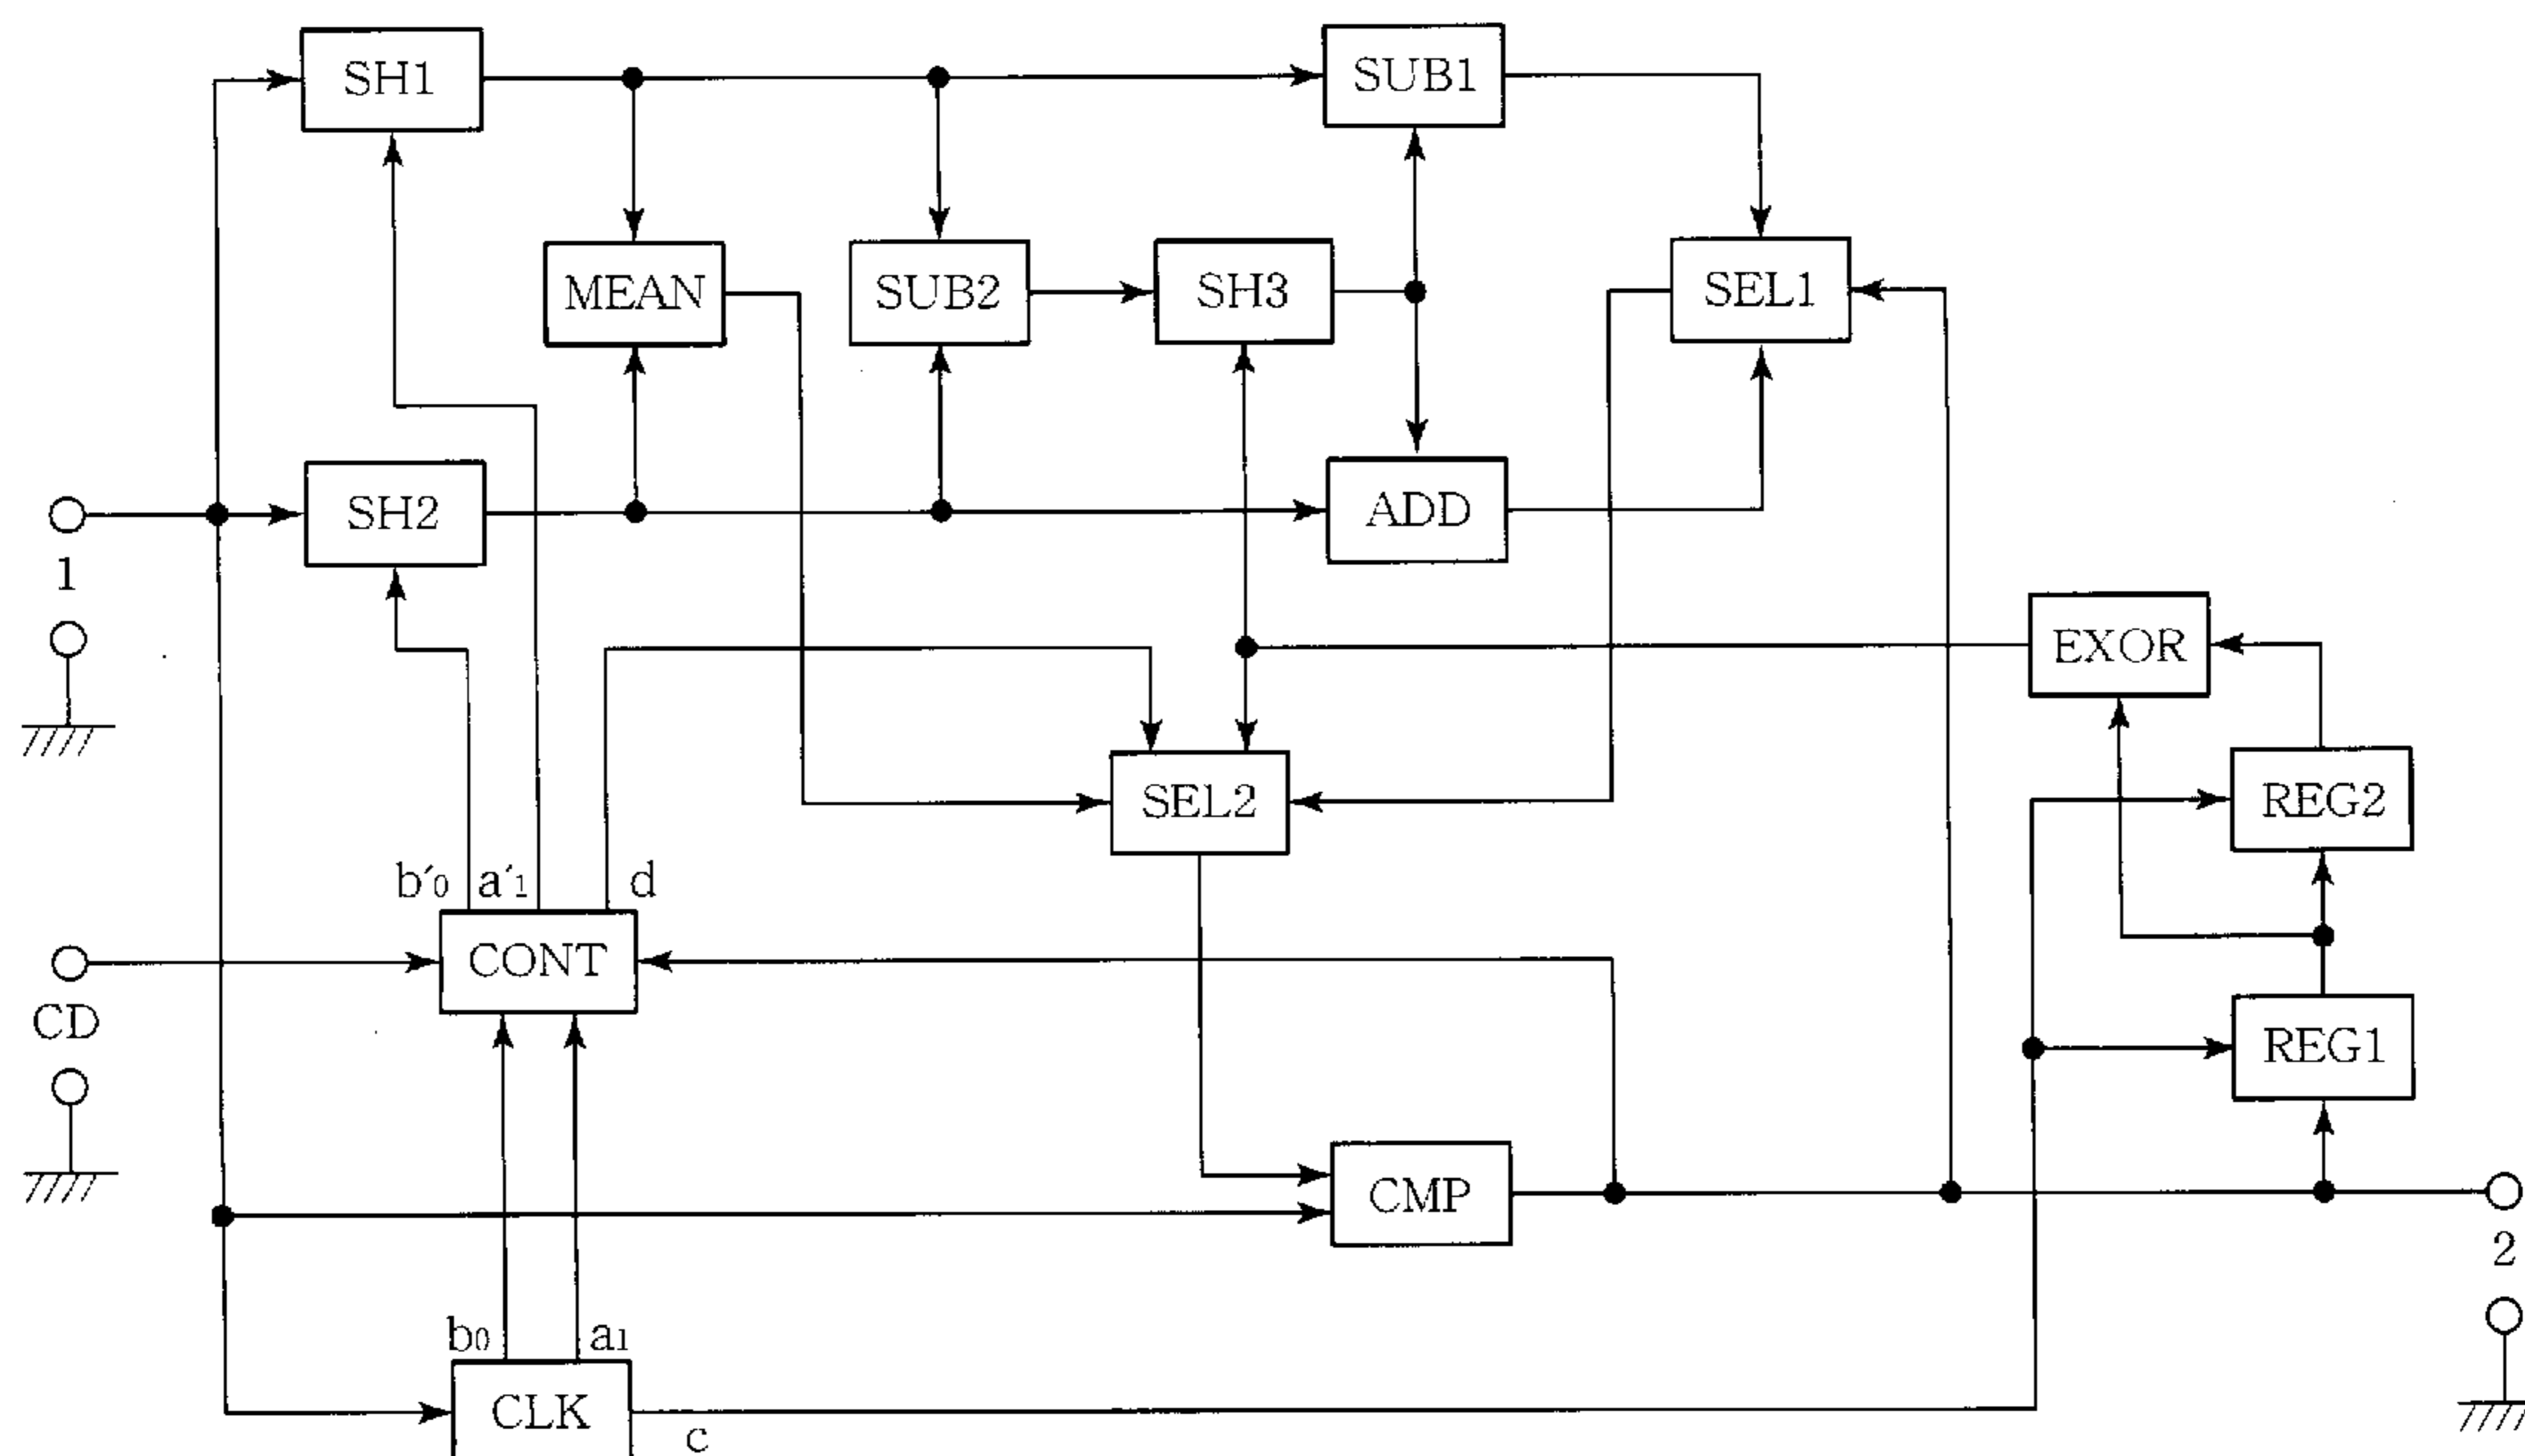 SH1
SUB1
MEAN
SUB2
SH3
SEL1
SH2
ADD
1
EXOR
SEL2
REG2
b'0 a'1 d
CONT
CD
REG1
CMP
2
b0 a1
CLK
c